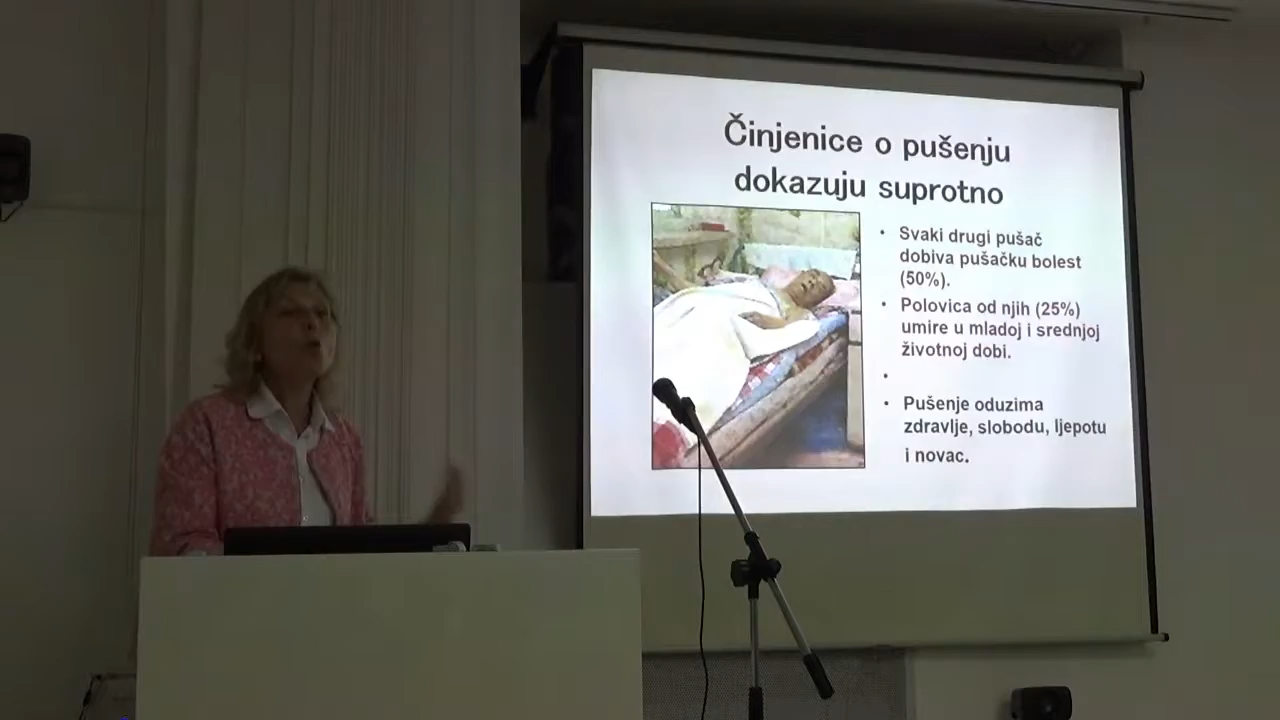 Činjenice o pušenju
dokazuju suprotno
• Svaki drugi pušač
dobiva pušačku bolest
(50%).
• Polovica od njih (25%)
umire u mladoj i srednjoj
životnoj dobi.
•
• Pušenje oduzima
zdravlje, slobodu, ljepotu
i novac.